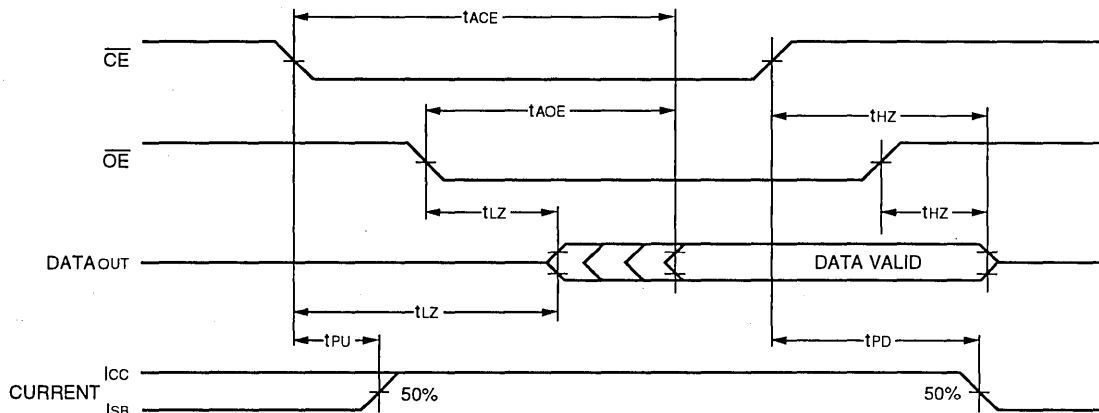 tACE
CE
tAOE
tHZ
OE
tLZ
tHZ
DATA OUT
DATA VALID
tLZ
tPU
tPD
ICC
CURRENT
50%
50%
ISB